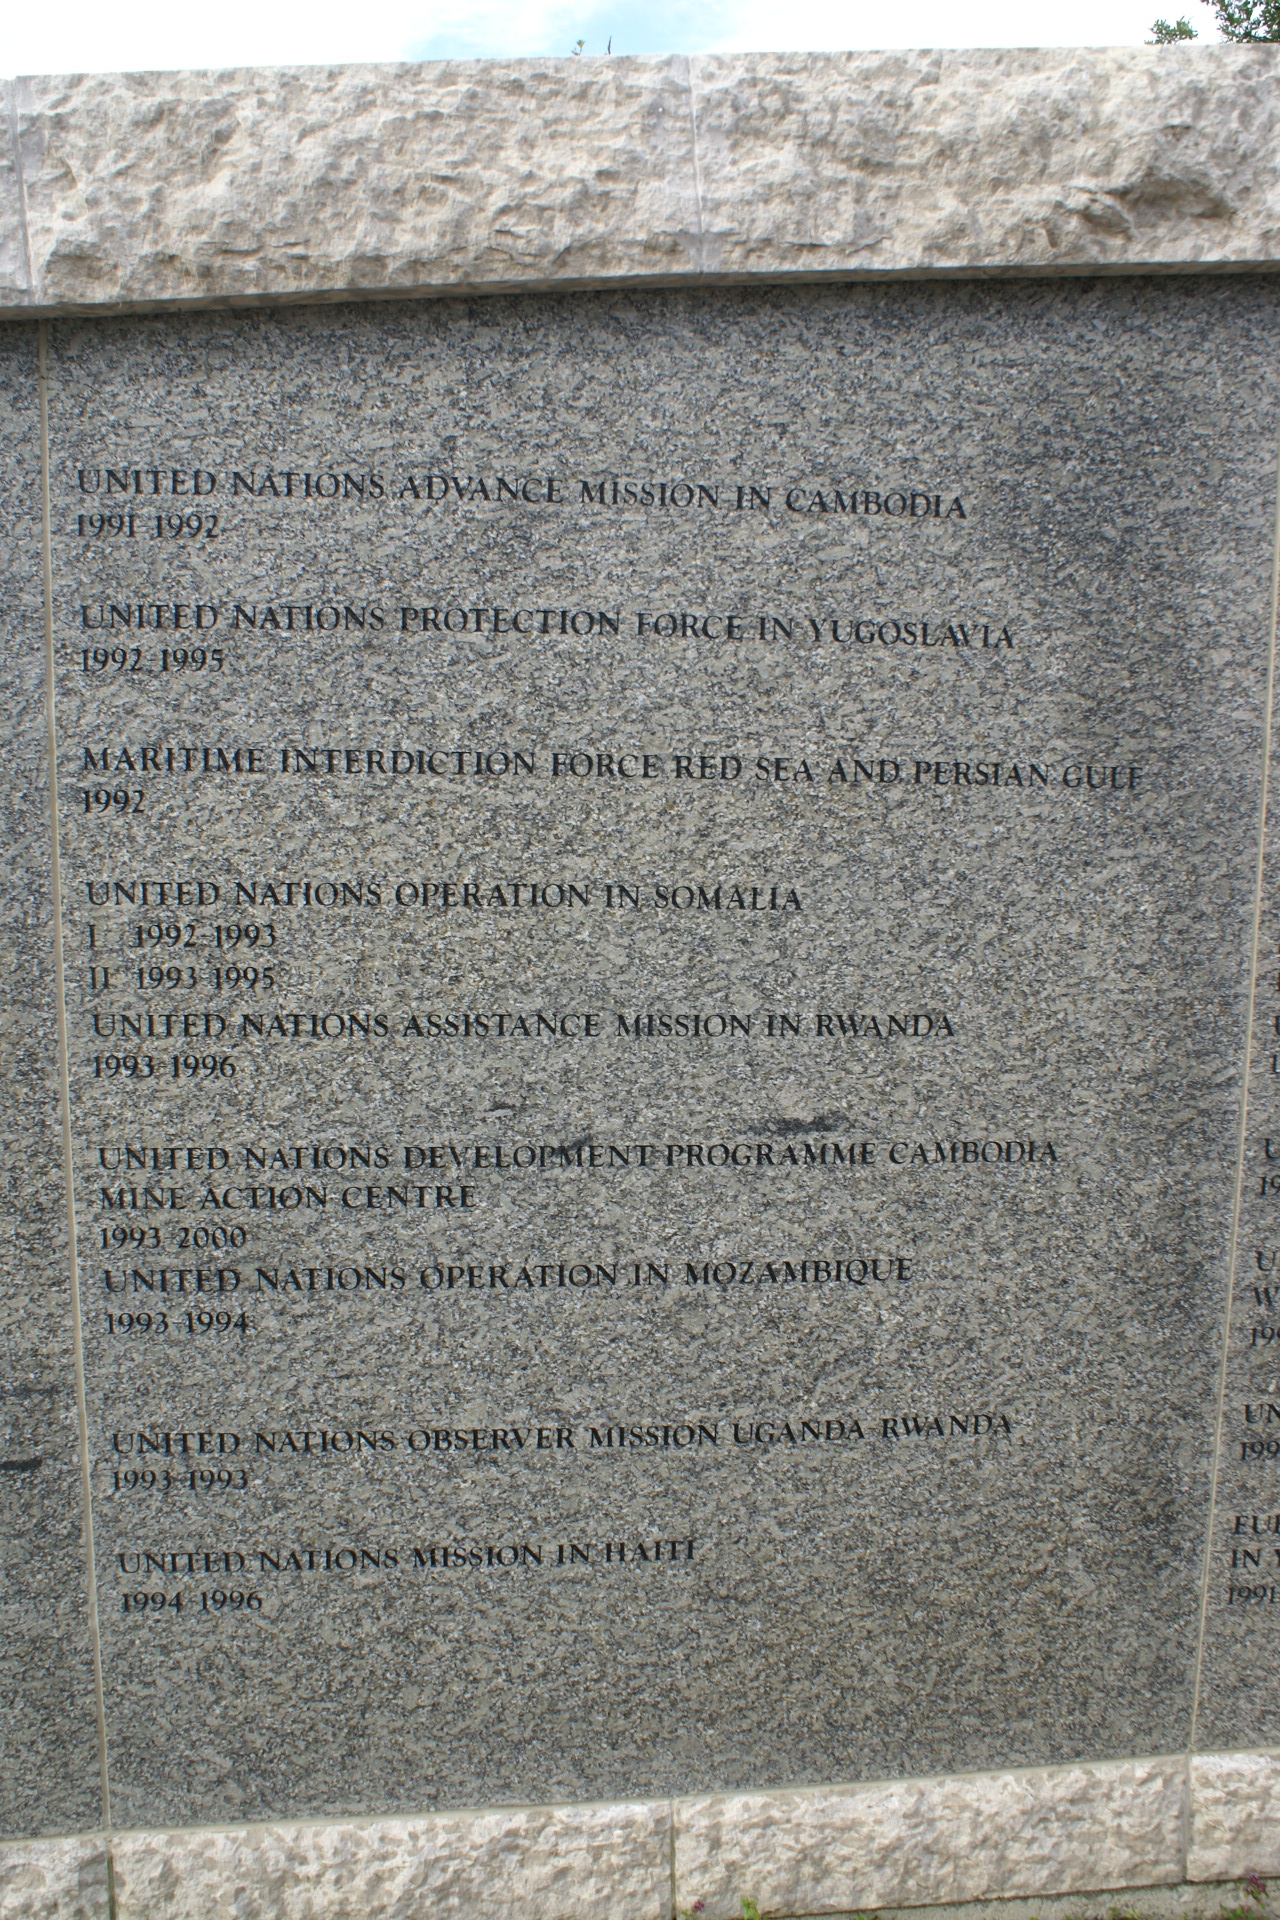 UNITED NATIONS ADVANCE MISSION IN CAMBODIA
1991-1992
UNITED NATIONS PROTECTION FORCE IN YUGOSLAVIA
1992-1995
MARITIME INTERDICTION FORCE RED SEA AND PERSIAN GULF
1992
UNITED NATIONS OPERATION IN SOMALIA
I 1992-1993
II 1993-1995
UNITED NATIONS ASSISTANCE MISSION IN RWANDA
1993-1996
UNITED NATIONS DEVELOPMENT PROGRAMME CAMBODIA
MINE ACTION CENTRE
1993-2000
UNITED NATIONS OPERATION IN MOZAMBIQUE
1993-1994
UNITED NATIONS OBSERVER MISSION UGANDA-RWANDA
1993-1993
UNITED NATIONS MISSION IN HAITI
1994-1996
IN
1991